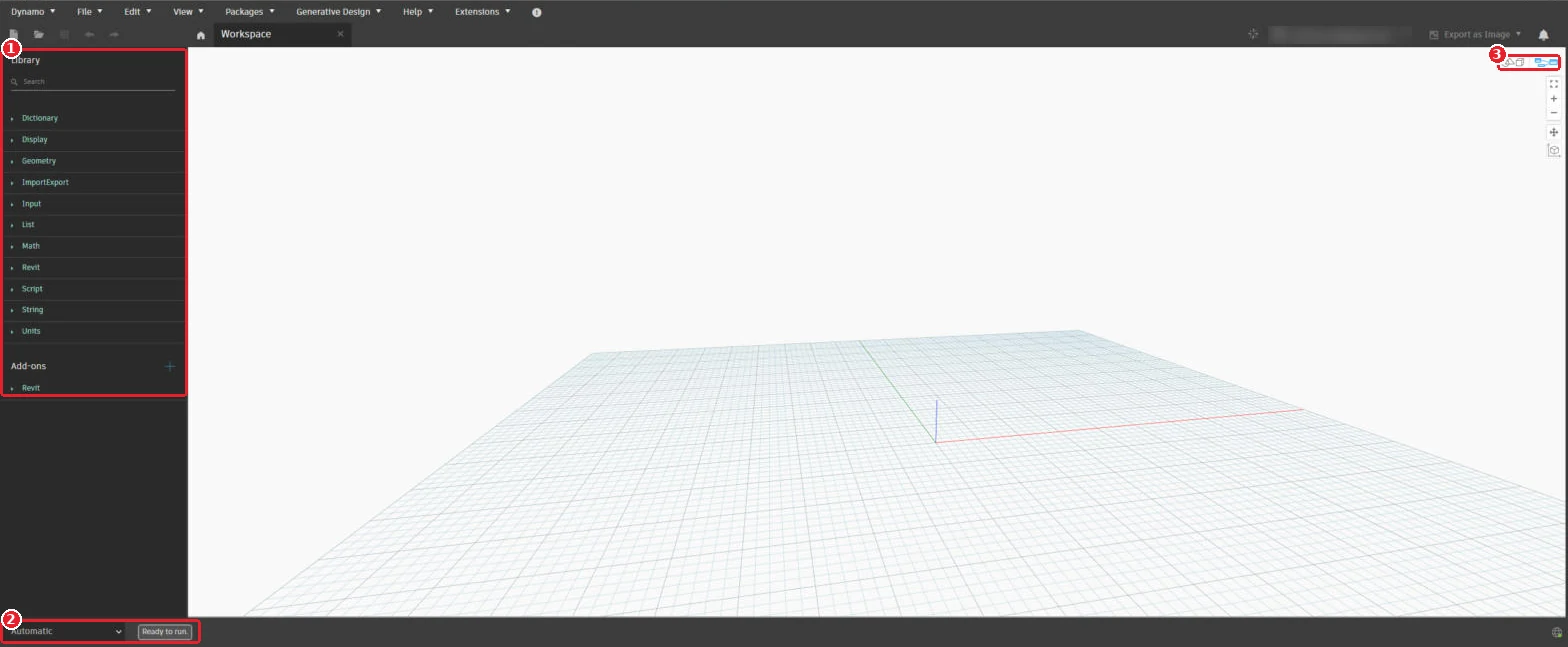 Dynamo File Edit View Packages Generative Design Help Extensions
Workspace Export as Image
1 3
Library
Search
Dictionary
Display
Geometry
ImportExport
Input
List
Math
Revit
Script
String
Units
Add-ons
Revit
2
Automatic Ready to run.